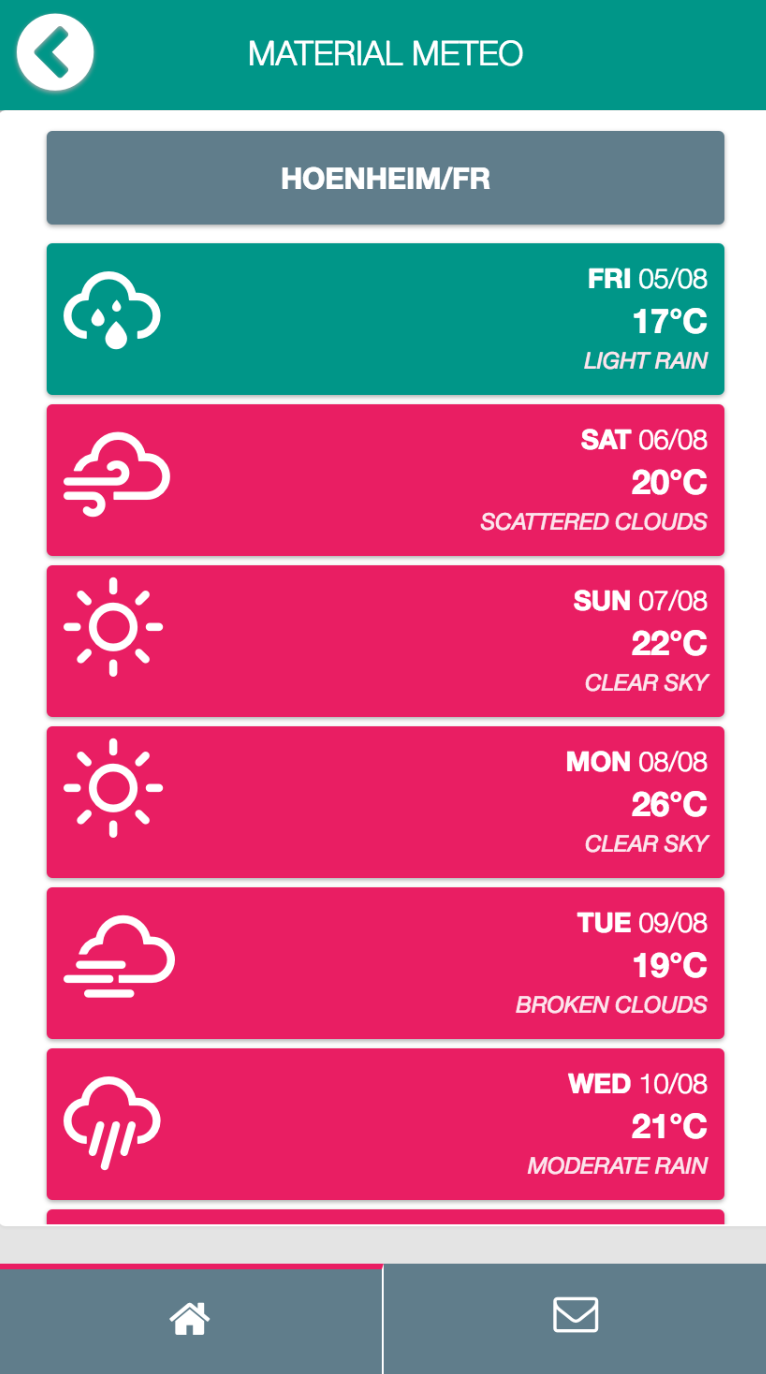 MATERIAL METEO
HOENHEIM/FR
FRI 05/08
17°C
LIGHT RAIN
SAT 06/08
20°C
SCATTERED CLOUDS
SUN 07/08
22°C
CLEAR SKY
MON 08/08
26°C
CLEAR SKY
TUE 09/08
19°C
BROKEN CLOUDS
WED 10/08
21°C
MODERATE RAIN